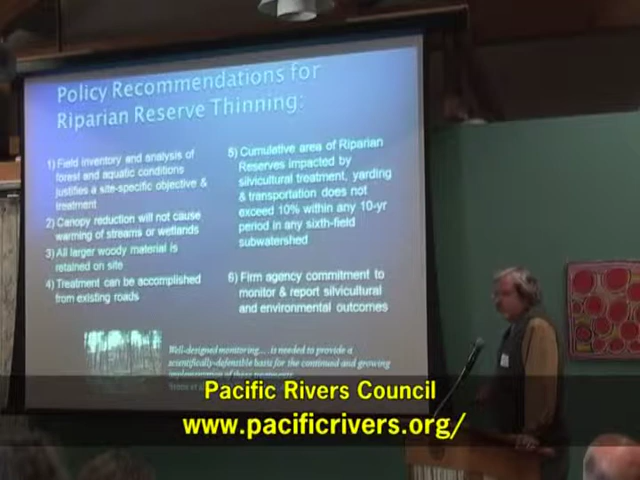 Policy Recommendations for
Riparian Reserve Thinning:
1) Field inventory and analysis of
forest and aquatic conditions
justifies a site-specific objective &
treatment
2) Canopy reduction will not cause
warming of streams or wetlands
3) All larger woody material is
retained on site
4) Treatment can be accomplished
from existing roads
5) Cumulative area of Riparian
Reserves impacted by
silvicultural treatment, yarding
& transportation does not
exceed 10% within any 10-yr
period in any sixth-field
subwatershed
6) Firm agency commitment to
monitor & report silvicultural
and environmental outcomes
Well-designed monitoring.... is needed to provide a
scientifically-defensible basis for the continued and growing
implementation of these treatments.
Pacific Rivers Council
www.pacificrivers.org/